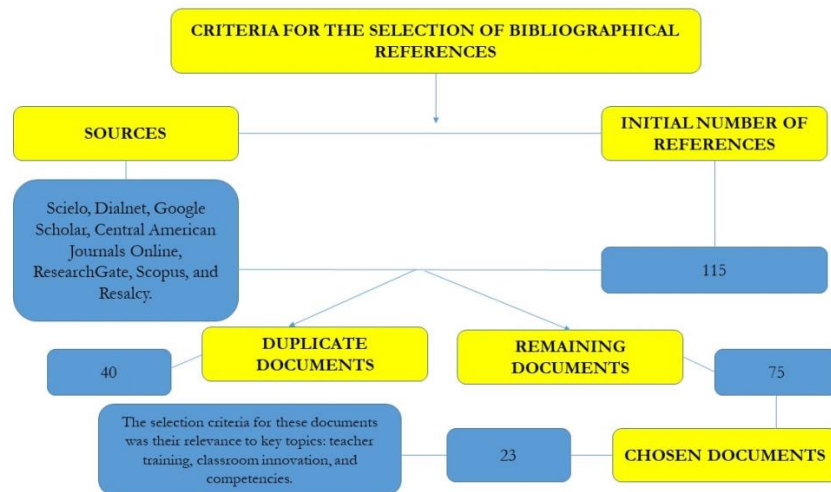 CRITERIA FOR THE SELECTION OF BIBLIOGRAPHICAL
REFERENCES
SOURCES
INITIAL NUMBER OF
REFERENCES
Scielo, Dialnet, Google
Scholar, Central American
Journals Online,
ResearchGate, Scopus, and
Resalcy.
115
DUPLICATE
DOCUMENTS
REMAINING
DOCUMENTS
40
75
The selection criteria for these documents
was their relevance to key topics: teacher
training, classroom innovation, and
competencies.
23
CHOSEN DOCUMENTS